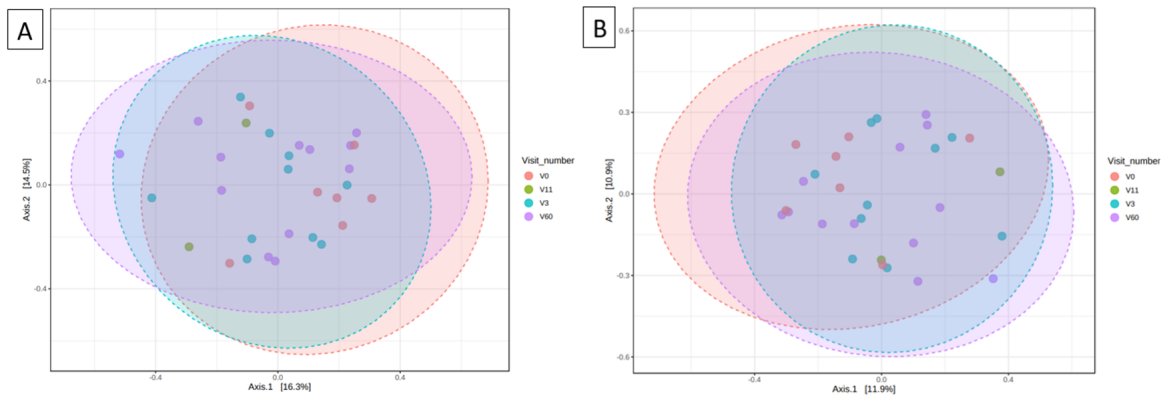 A
0.4
0.0
-0.4
Axis.2 [14.5%]
-0.4
0.0
0.4
Axis.1 [16.3%]
Visit_number
V0
V11
V3
V60
B
0.6
0.3
0.0
-0.3
-0.6
Axis.2 [10.9%]
-0.4
0.0
0.4
Axis.1 [11.9%]
Visit_number
V0
V11
V3
V60